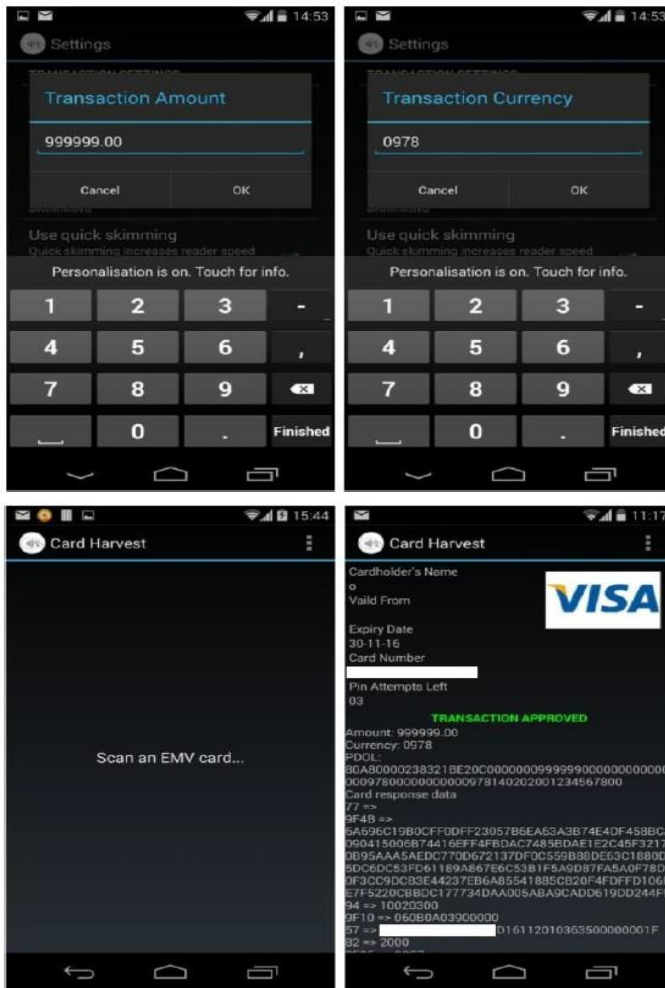 14:53
Settings
TRANSACTION SETTINGS
Transaction Amount
999999.00
Cancel
OK
Use quick skimming
Quick skimming increases reader speed
Personalisation is on. Touch for info.
1 2 3 -
4 5 6 ,
7 8 9
0 . Finished
14:53
Settings
TRANSACTION SETTINGS
Transaction Currency
0978
Cancel
OK
Use quick skimming
Quick skimming increases reader speed
Personalisation is on. Touch for info.
1 2 3 -
4 5 6 ,
7 8 9
0 . Finished
15:44
Card Harvest
Scan an EMV card...
11:17
Card Harvest
Cardholder's Name
o
Vaild From
VISA
Expiry Date
30-11-16
Card Number
Pin Attempts Left
03
TRANSACTION APPROVED
Amount: 999999.00
Currency: 0978
PDOL:
Card response data
77 =>
9F4B =>
94 => 10020300
9F10 => 060B0A03900000
57 =>
82 => 2000